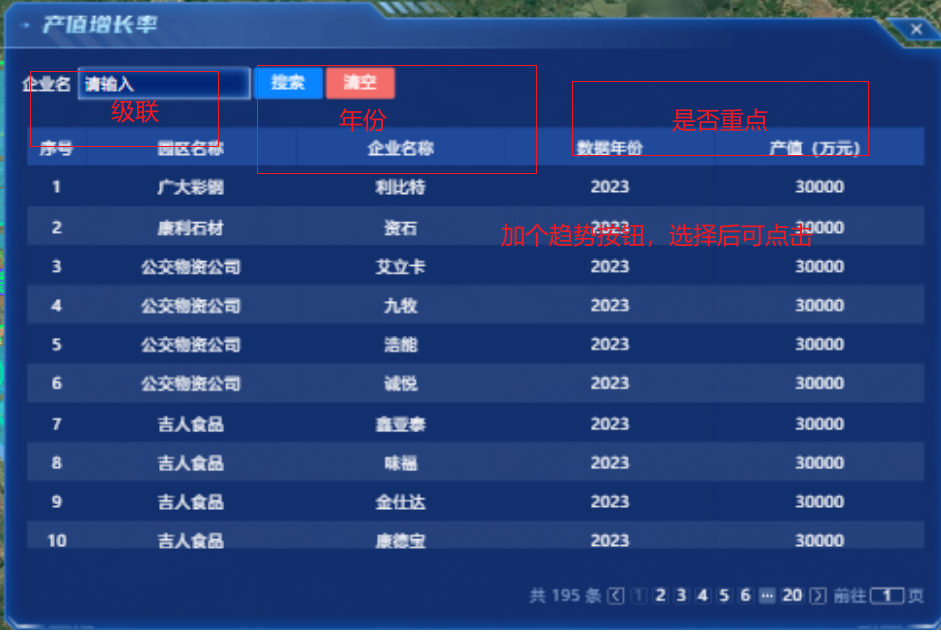 产值增长率
企业名 请输入 搜索 清空
级联 年份 是否重点
序号 园区名称 企业名称 数据年份 产值（万元）
1 广大彩钢 利比特 2023 30000
2 康利石材 资石 2023 30000
加个趋势按钮，选择后可点击
3 公交物资公司 艾立卡 2023 30000
4 公交物资公司 九牧 2023 30000
5 公交物资公司 浩能 2023 30000
6 公交物资公司 诚悦 2023 30000
7 吉人食品 鑫亚泰 2023 30000
8 吉人食品 味福 2023 30000
9 吉人食品 金仕达 2023 30000
10 吉人食品 康德宝 2023 30000
共 195 条 1 2 3 4 5 6 ... 20 前往 1 页